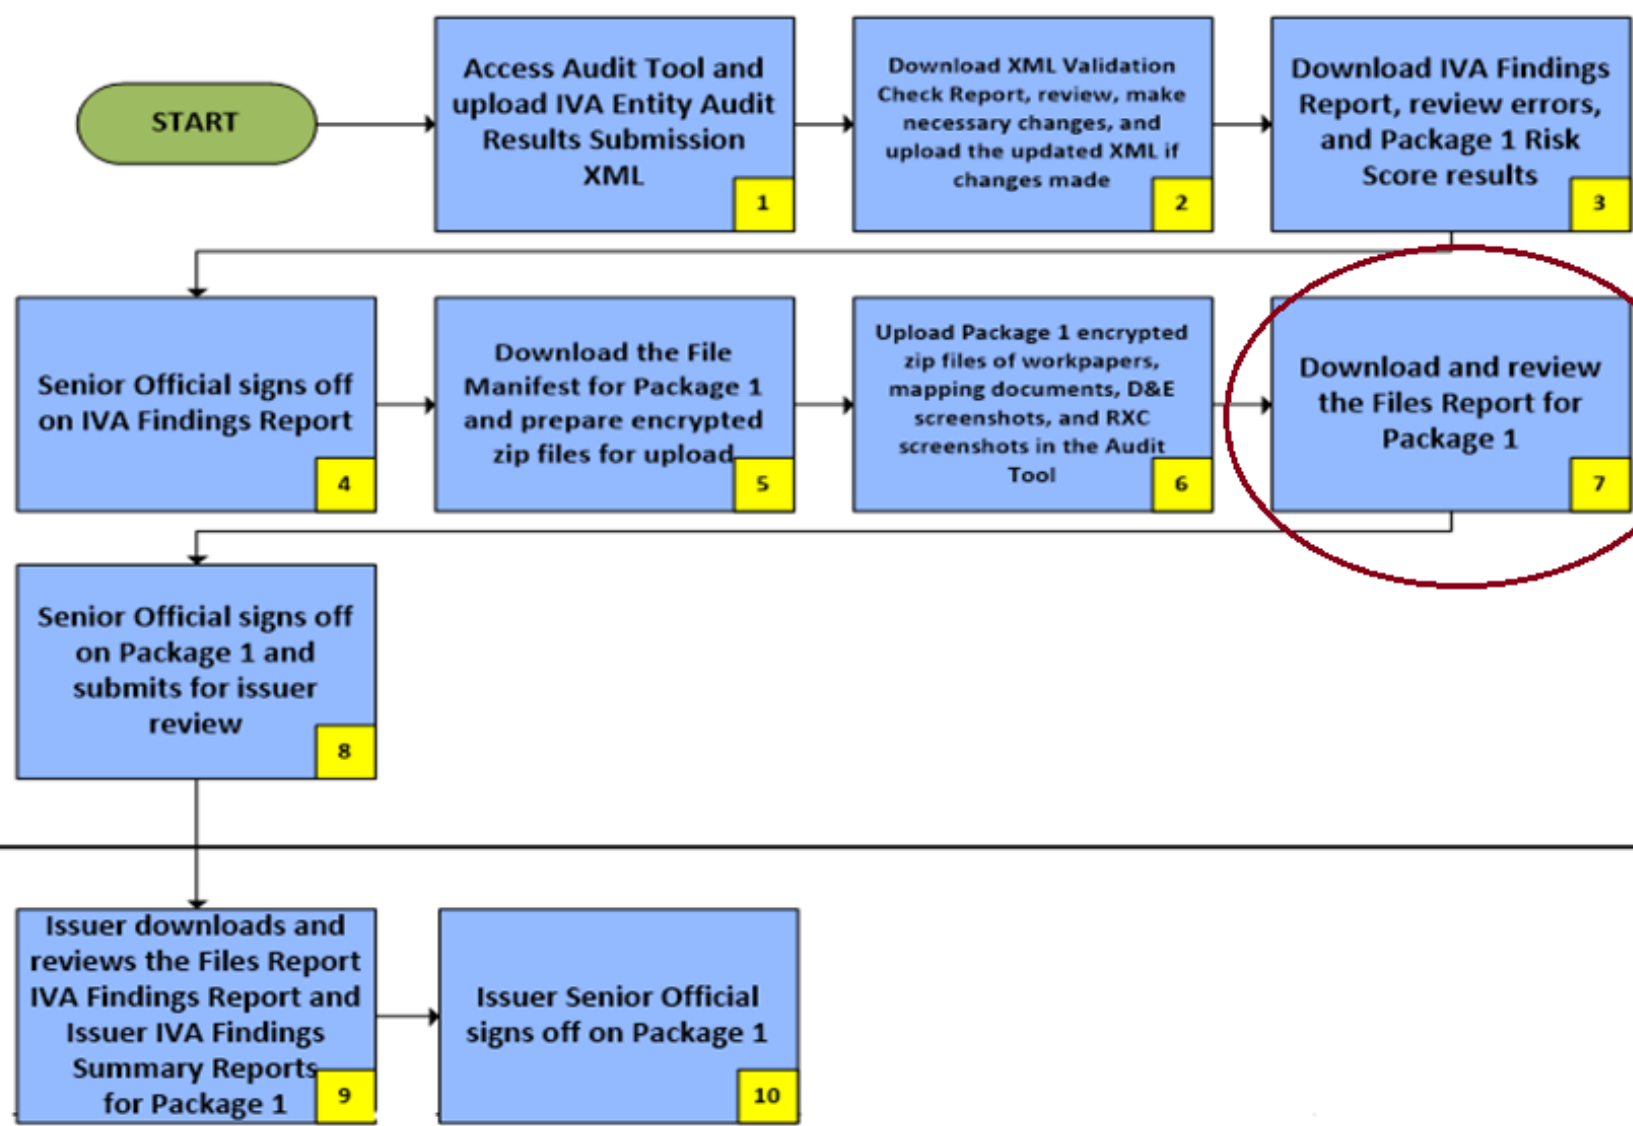 START
Access Audit Tool and
upload IVA Entity Audit
Results Submission
XML
1
Download XML Validation
Check Report, review, make
necessary changes, and
upload the updated XML if
changes made
2
Download IVA Findings
Report, review errors,
and Package 1 Risk
Score results
3
Senior Official signs off
on IVA Findings Report
4
Download the File
Manifest for Package 1
and prepare encrypted
zip files for upload
5
Upload Package 1 encrypted
zip files of workpapers,
mapping documents, D&E
screenshots, and RXC
screenshots in the Audit
Tool
6
Download and review
the Files Report for
Package 1
7
Senior Official signs off
on Package 1 and
submits for issuer
review
8
Issuer downloads and
reviews the Files Report
IVA Findings Report and
Issuer IVA Findings
Summary Reports
for Package 1
9
Issuer Senior Official
signs off on Package 1
10